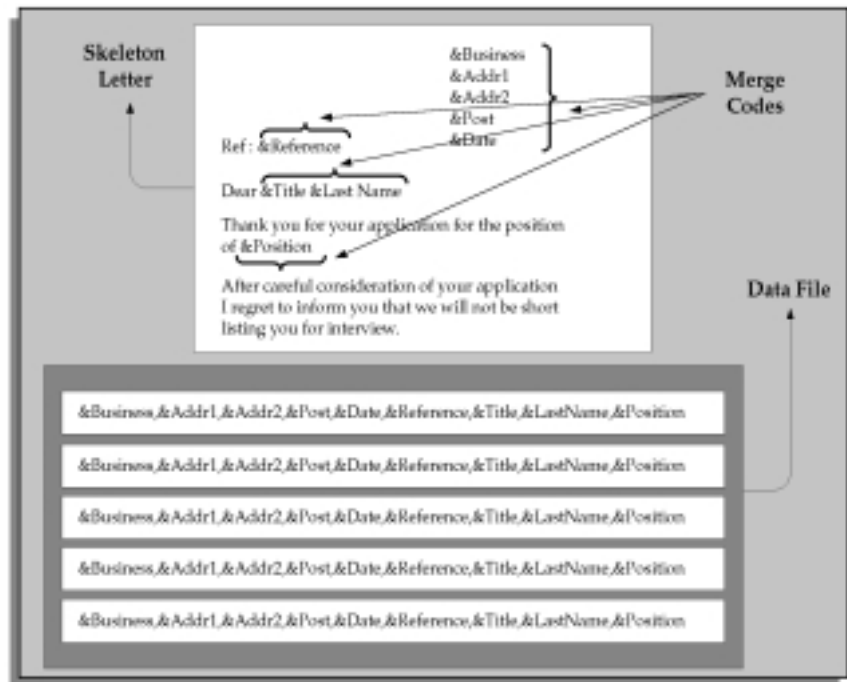 Skeleton
Letter
&Business
&Addr1
&Addr2
&Post
&Date
Merge
Codes
Ref : &Reference
Dear &Title &Last Name
Thank you for your application for the position
of &Position
After careful consideration of your application
I regret to inform you that we will not be short
listing you for interview.
Data File
&Business,&Addr1,&Addr2,&Post,&Date,&Reference,&Title,&LastName,&Position
&Business,&Addr1,&Addr2,&Post,&Date,&Reference,&Title,&LastName,&Position
&Business,&Addr1,&Addr2,&Post,&Date,&Reference,&Title,&LastName,&Position
&Business,&Addr1,&Addr2,&Post,&Date,&Reference,&Title,&LastName,&Position
&Business,&Addr1,&Addr2,&Post,&Date,&Reference,&Title,&LastName,&Position